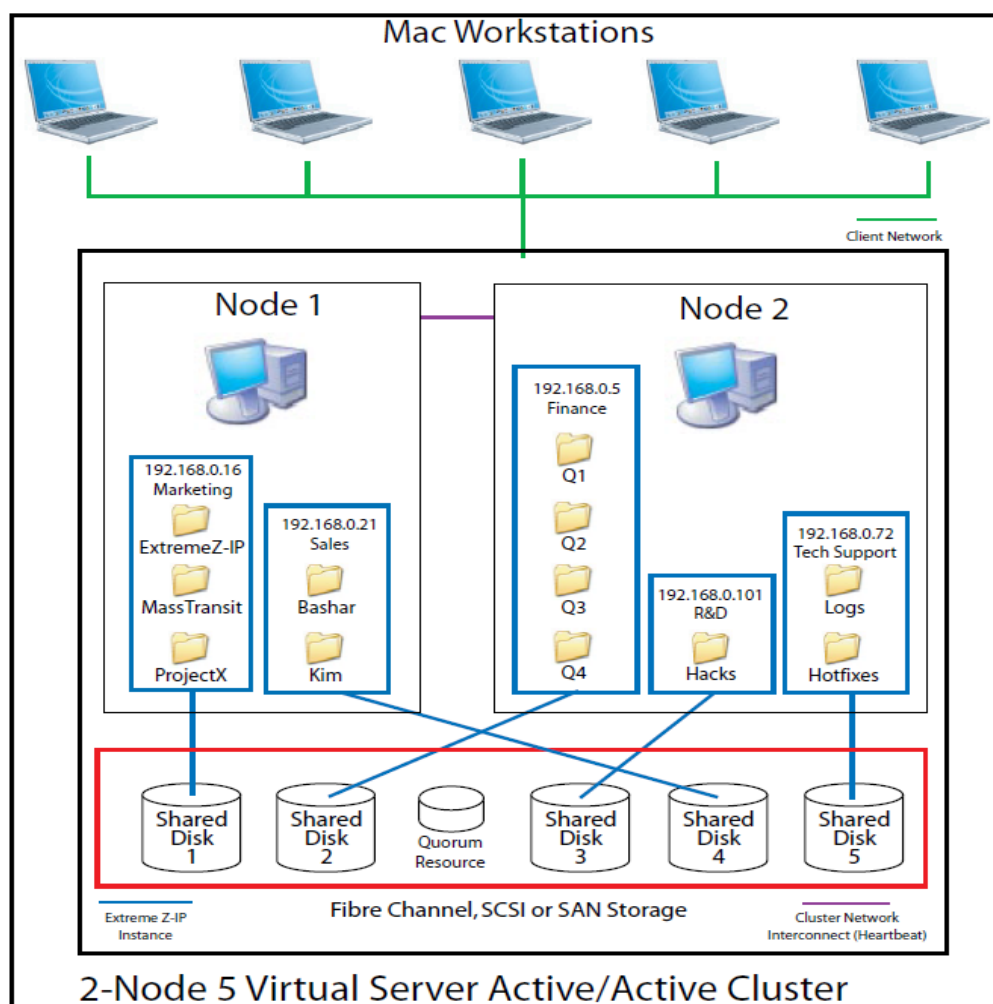 Mac Workstations
Client Network
Node 1
Node 2
192.168.0.16
Marketing
ExtremeZ-IP
MassTransit
ProjectX
192.168.0.21
Sales
Bashar
Kim
192.168.0.5
Finance
Q1
Q2
Q3
Q4
192.168.0.101
R&D
Hacks
192.168.0.72
Tech Support
Logs
Hotfixes
Shared
Disk
1
Shared
Disk
2
Quorum
Resource
Shared
Disk
3
Shared
Disk
4
Shared
Disk
5
Extreme Z-IP
Instance
Fibre Channel, SCSI or SAN Storage
Cluster Network
Interconnect (Heartbeat)
2-Node 5 Virtual Server Active/Active Cluster